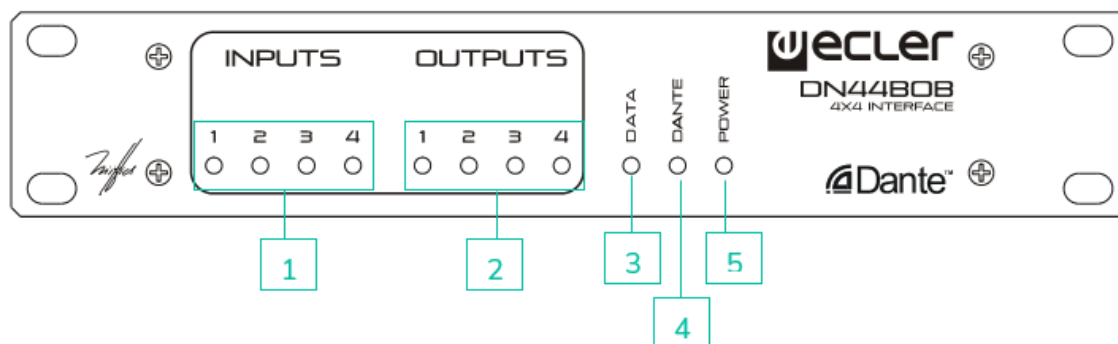 INPUTS
OUTPUTS
1 2 3 4
1 2 3 4
DATA
DANTE
POWER
ecler
DN44BOB
4X4 INTERFACE
Dante™
1
2
3
4
5